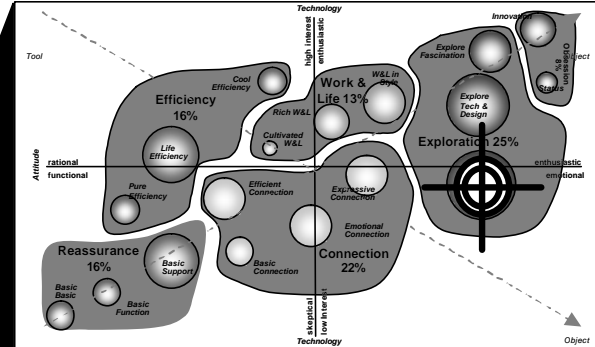 Technology
high interest
enthusiastic
Innovation
Tool
Object
Explore
Fascination
Obsession
8%
Status
Cool
Efficiency
Work &
Life 13%
W&L in
Style
Efficiency
16%
Rich W&L
Explore
Tech &
Design
Cultivated
W&L
Life
Efficiency
Exploration 25%
Attitude
rational
functional
enthusiastic
emotional
Pure
Efficiency
Efficient
Connection
Expressive
Connection
Emotional
Connection
Reassurance
16%
Basic
Support
Basic
Connection
Connection
22%
Basic
Basic
Basic
Function
skeptical
low Interest
Technology
Object